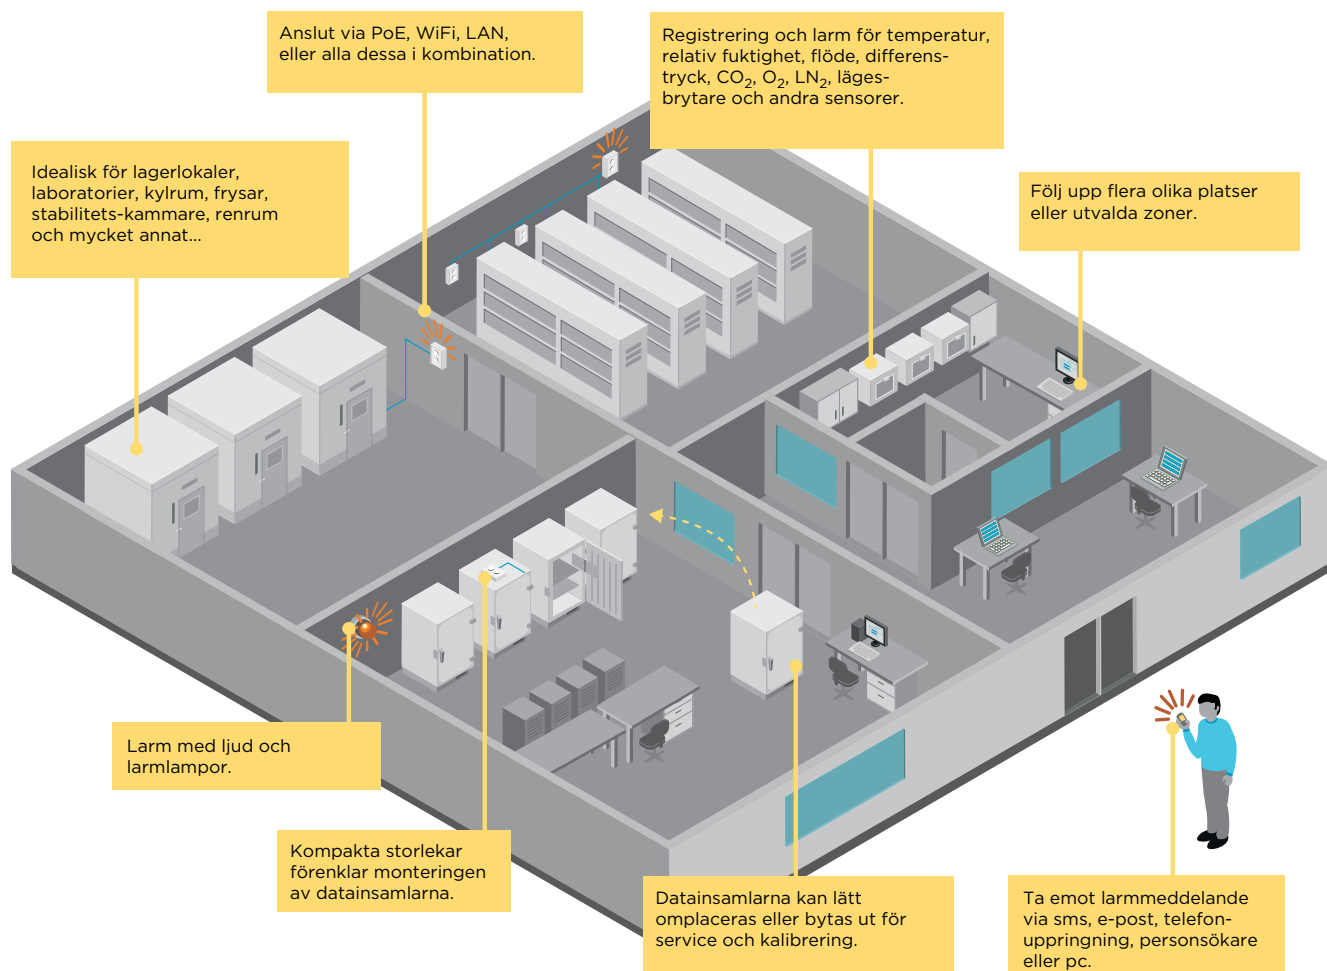 Anslut via PoE, WiFi, LAN,
eller alla dessa i kombination.
Registrering och larm för temperatur,
relativ fuktighet, flöde, differens-
tryck, CO₂, O₂, LN₂, läges-
brytare och andra sensorer.
Idealisk för lagerlokaler,
laboratorier, kylrum, frysar,
stabilitets-kammare, renrum
och mycket annat...
Följ upp flera olika platser
eller utvalda zoner.
Larm med ljud och
larmlampor.
Kompakta storlekar
förenklar monteringen
av datainsamlarna.
Datainsamlarna kan lätt
omplaceras eller bytas ut för
service och kalibrering.
Ta emot larmmeddelande
via sms, e-post, telefon-
uppringning, personsökare
eller pc.